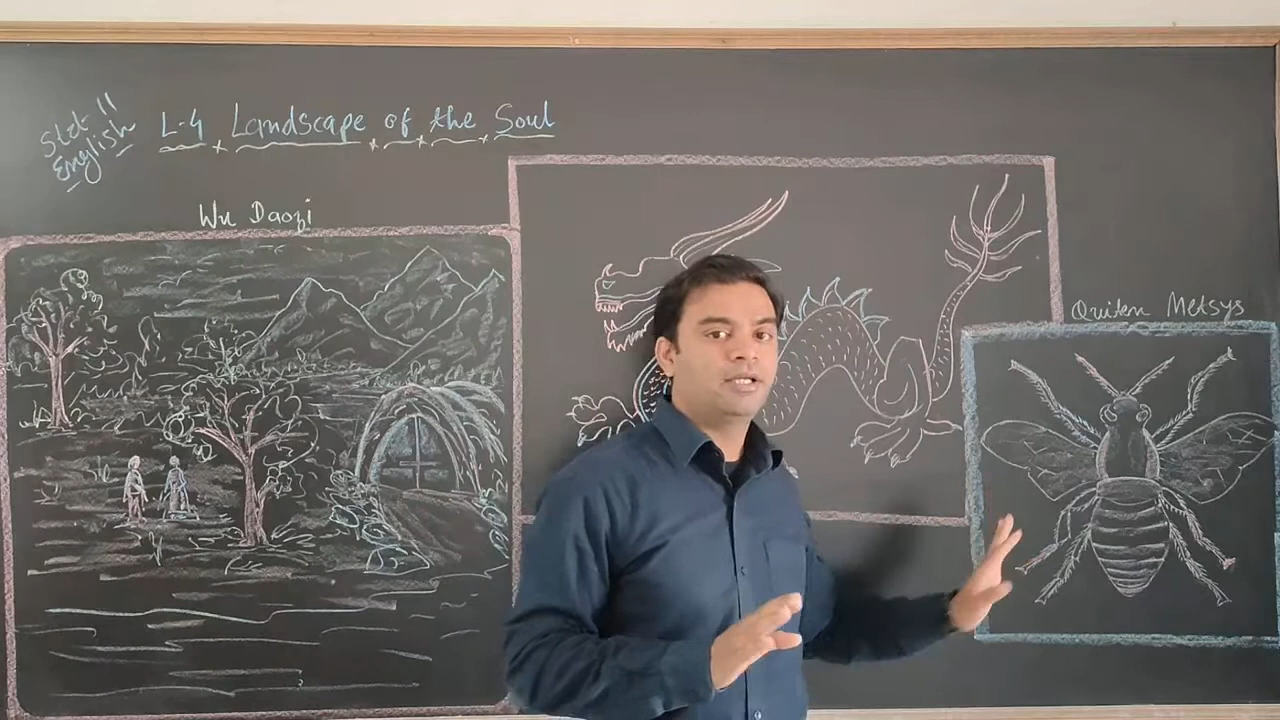 Std-11
English
L-4 Landscape of the Soul
Wu Daozi
Quiten Metsys